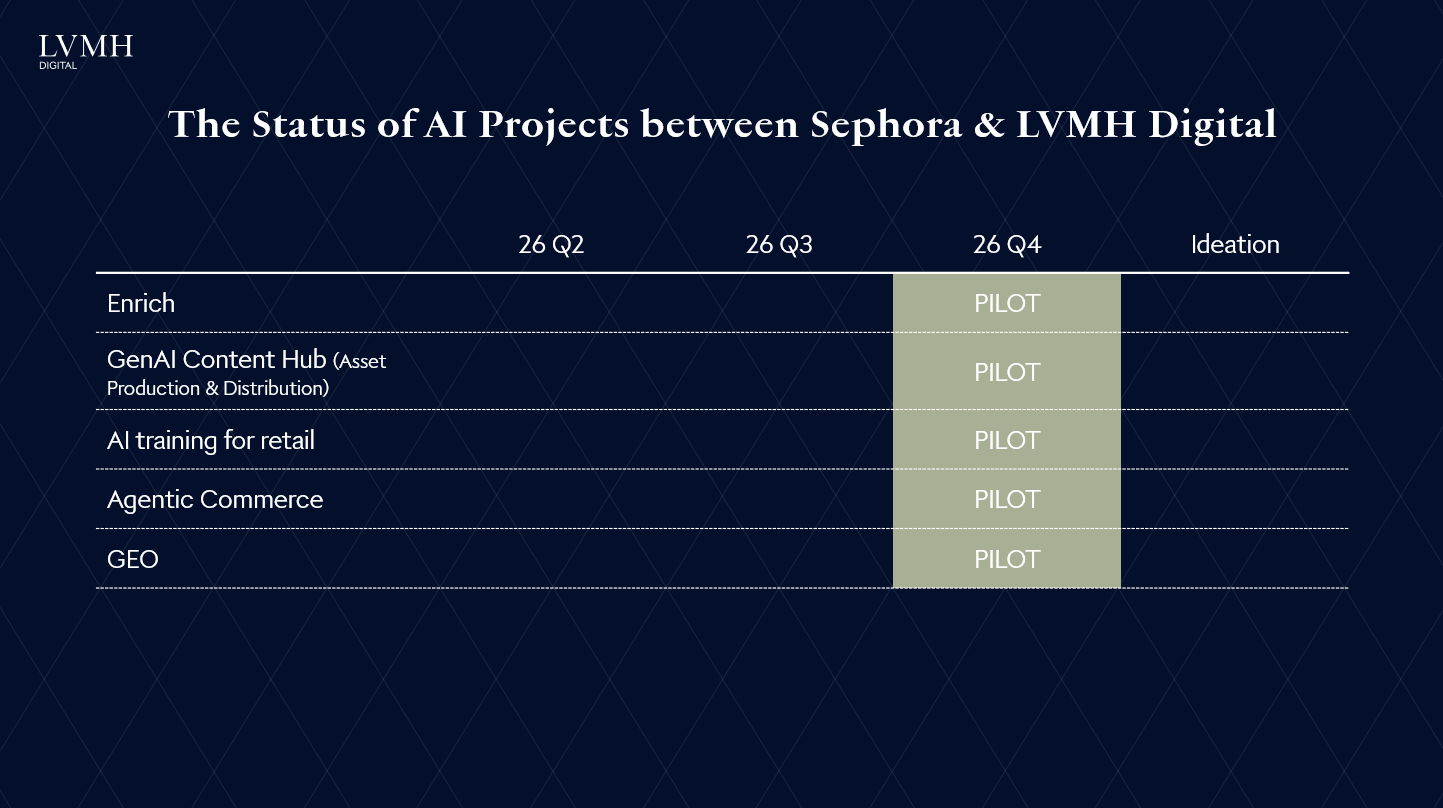 LVMH
DIGITAL
The Status of AI Projects between Sephora & LVMH Digital
26 Q2 26 Q3 26 Q4 Ideation
Enrich PILOT
GenAI Content Hub (Asset
Production & Distribution) PILOT
AI training for retail PILOT
Agentic Commerce PILOT
GEO PILOT